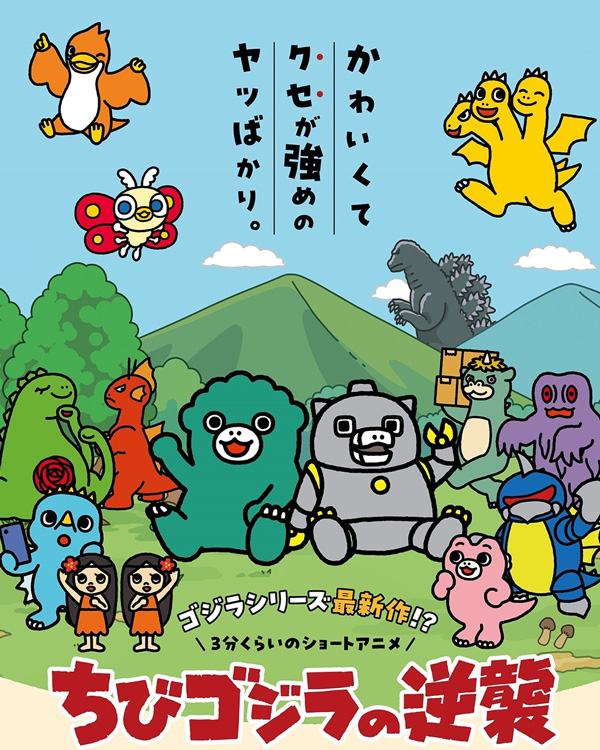 かわいくて
クセが強めの
ヤツばかり。
ゴジラシリーズ最新作!?
3分くらいのショートアニメ
ちびゴジラの逆襲